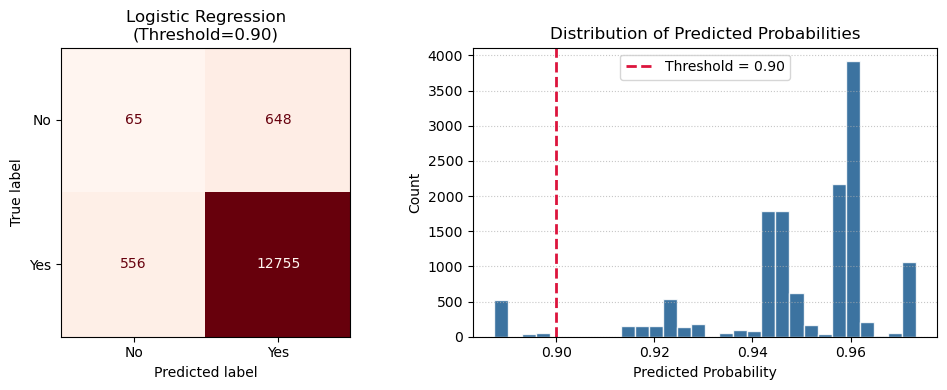 Logistic Regression
(Threshold=0.90)
True label
No
65
648
Yes
556
12755
No
Yes
Predicted label
Distribution of Predicted Probabilities
Threshold = 0.90
Count
4000
3500
3000
2500
2000
1500
1000
500
0
0.90
0.92
0.94
0.96
Predicted Probability